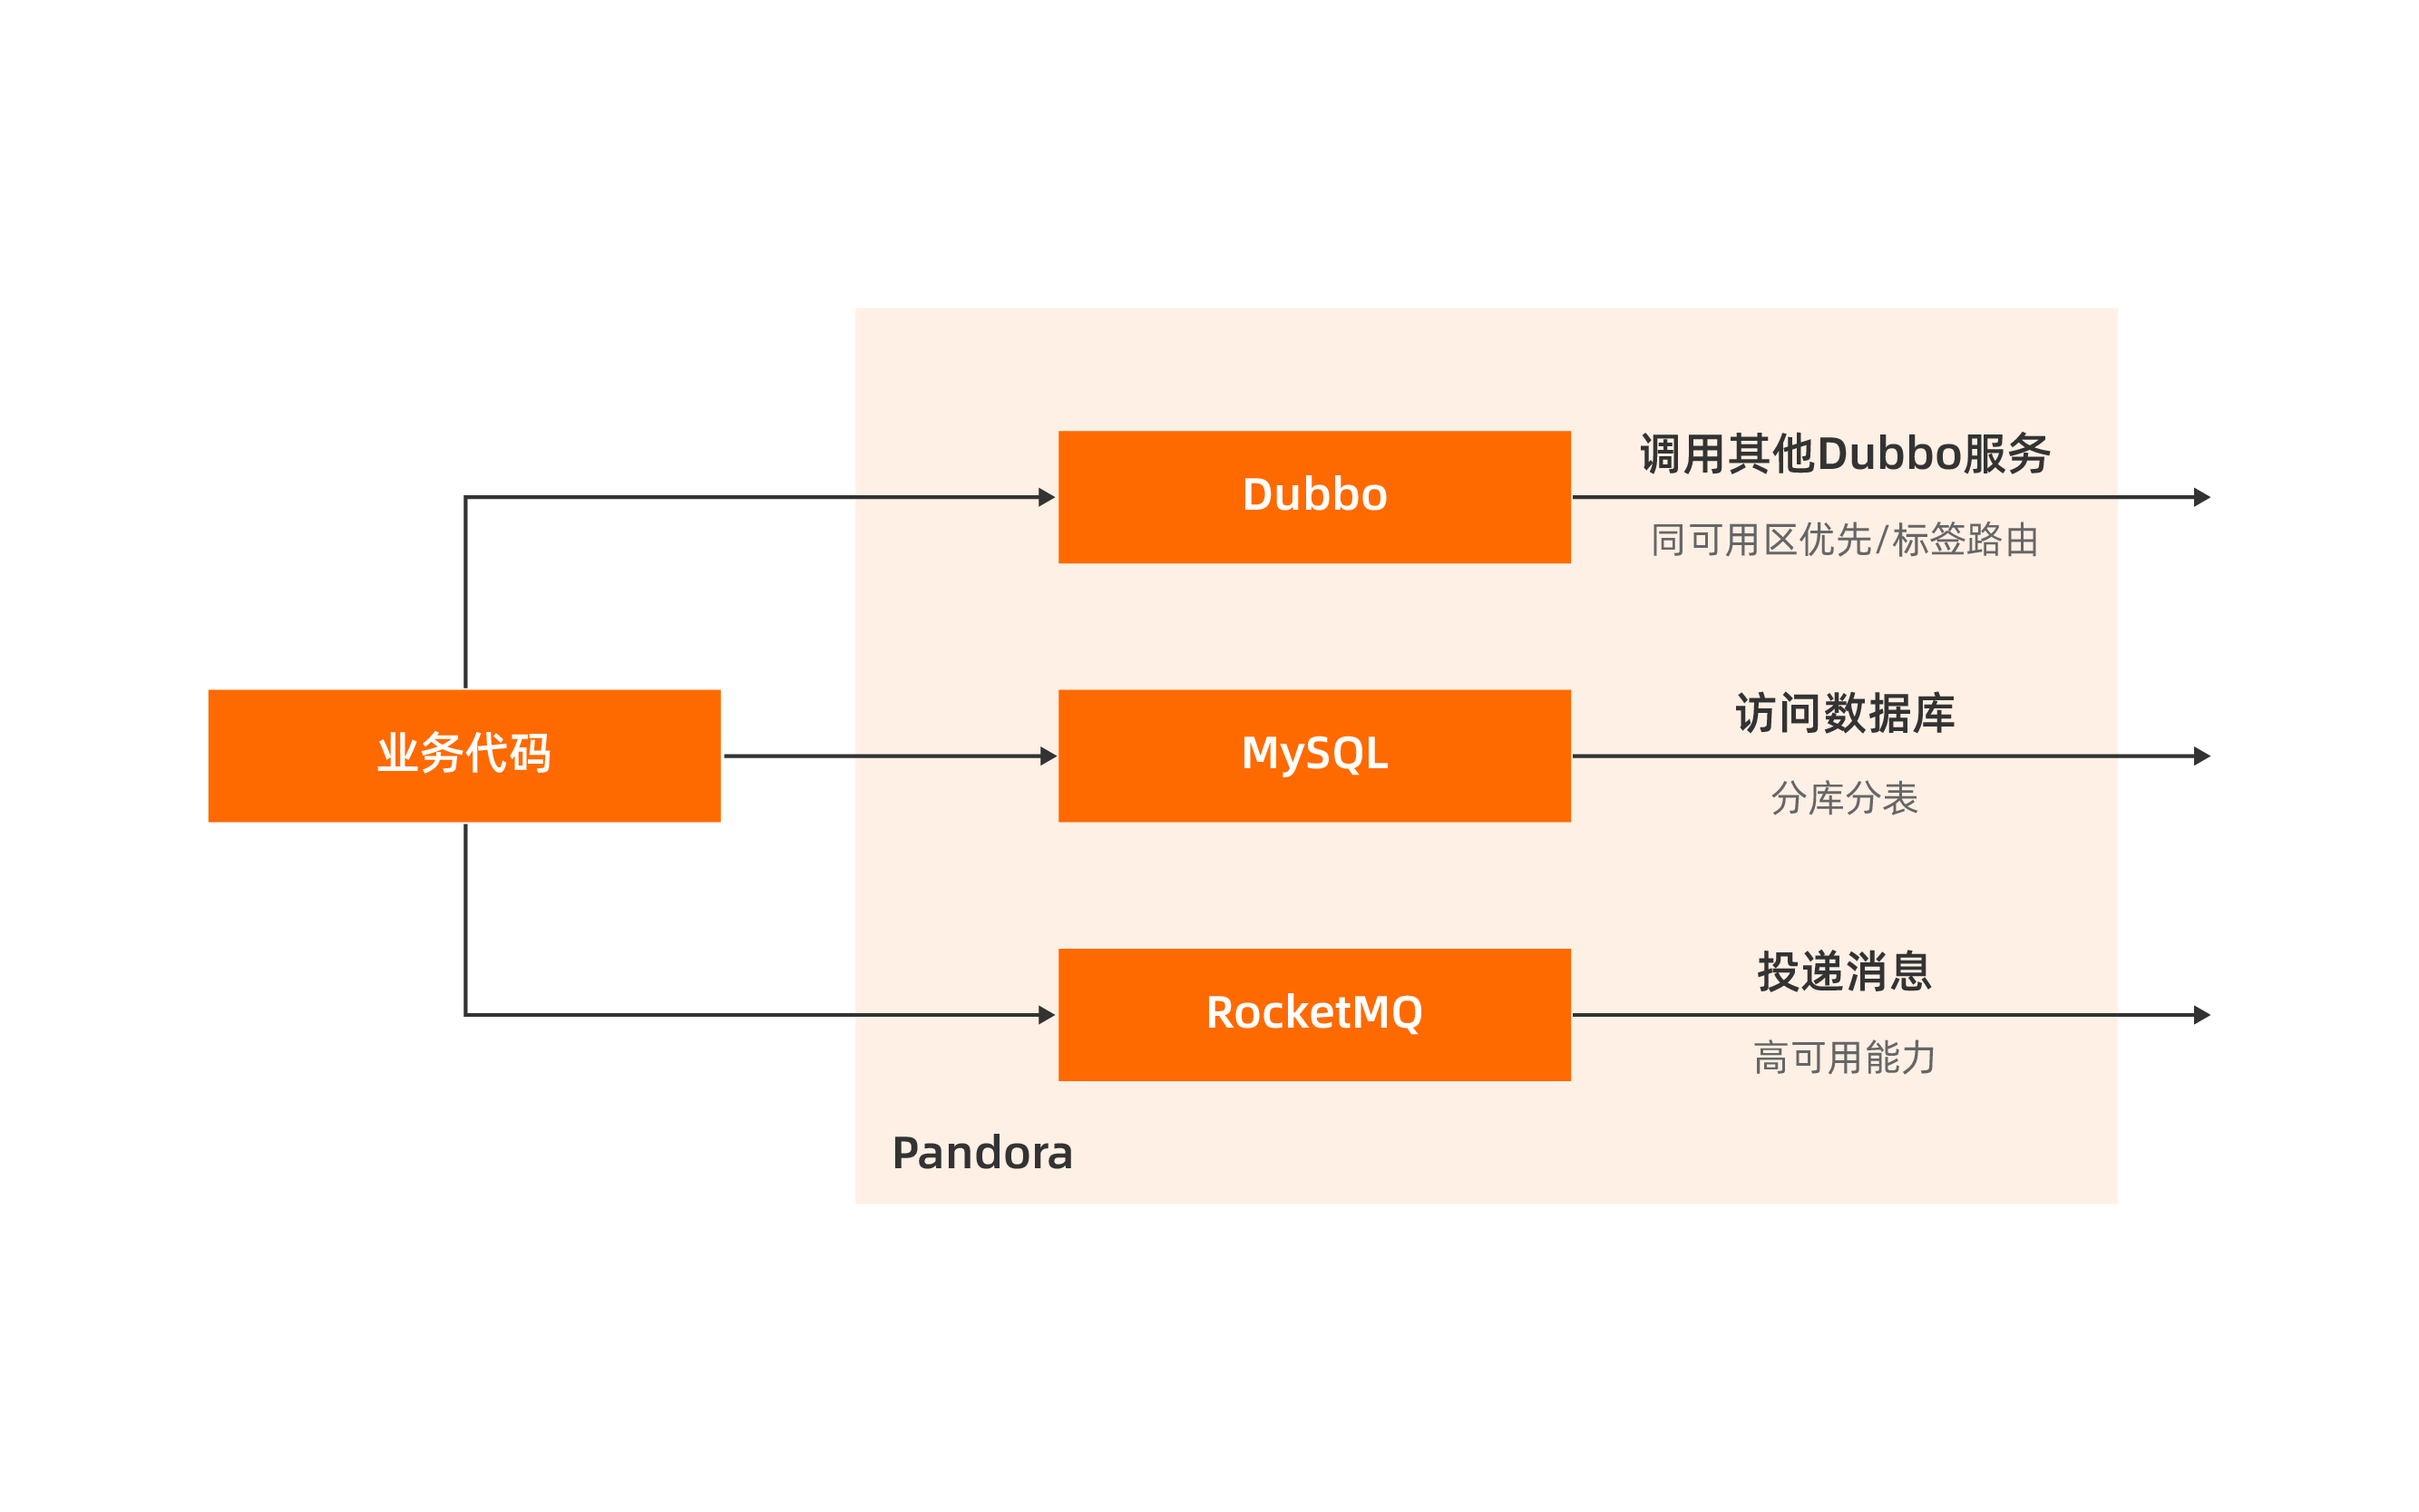 Dubbo
调用其他Dubbo服务
同可用区优先/标签路由
业务代码
MySQL
访问数据库
分库分表
RocketMQ
投递消息
高可用能力
Pandora